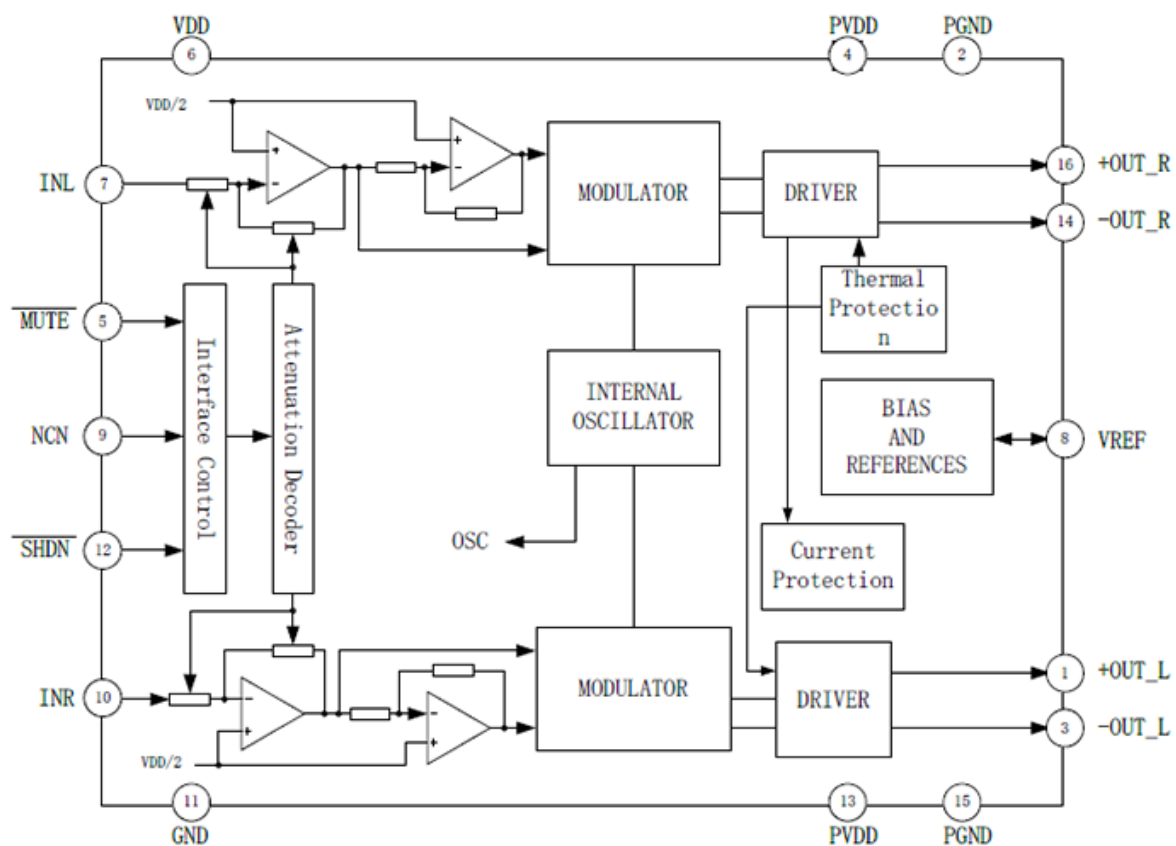 VDD
PVDD
PGND
6
4
2
VDD/2
+
-
+
-
INL
7
MODULATOR
DRIVER
16
+OUT_R
14
-OUT_R
Thermal
Protectio
n
MUTE
5
Interface Control
Attenuation Decoder
INTERNAL
OSCILLATOR
BIAS
AND
REFERENCES
NCN
9
8
VREF
SHDN
12
OSC
Current
Protection
INR
10
-
+
-
+
VDD/2
MODULATOR
DRIVER
1
+OUT_L
3
-OUT_L
11
13
15
GND
PVDD
PGND